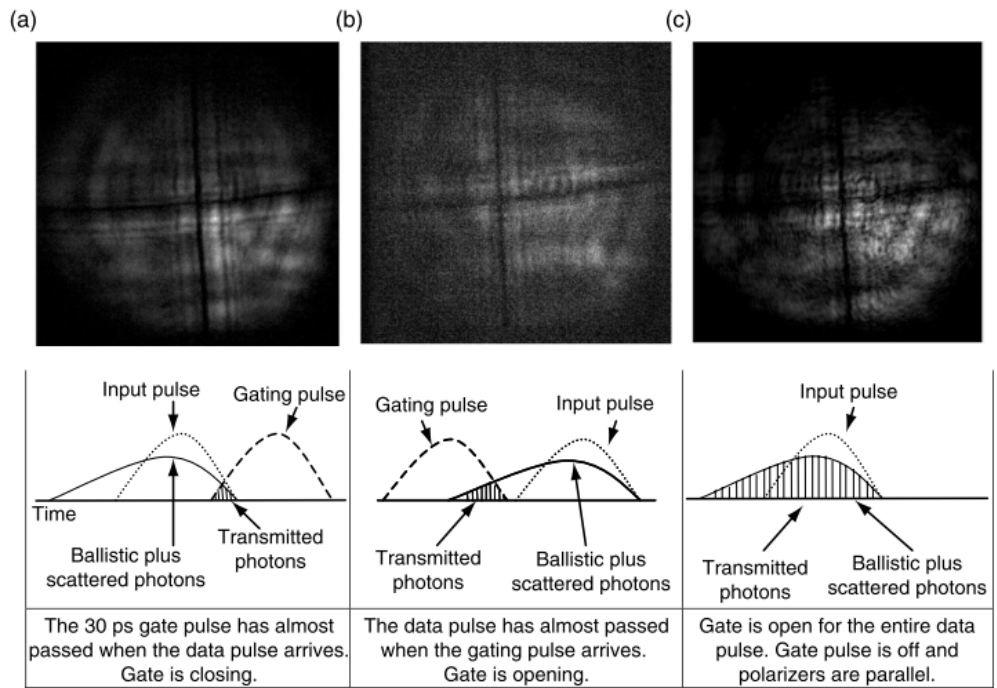 (a)
(b)
(c)
Input pulse
Gating pulse
Time
Ballistic plus
scattered photons
Transmitted
photons
Gating pulse
Input pulse
Transmitted
photons
Ballistic plus
scattered photons
Input pulse
Transmitted
photons
Ballistic plus
scattered photons
The 30 ps gate pulse has almost
passed when the data pulse arrives.
Gate is closing.
The data pulse has almost passed
when the gating pulse arrives.
Gate is opening.
Gate is open for the entire data
pulse. Gate pulse is off and
polarizers are parallel.